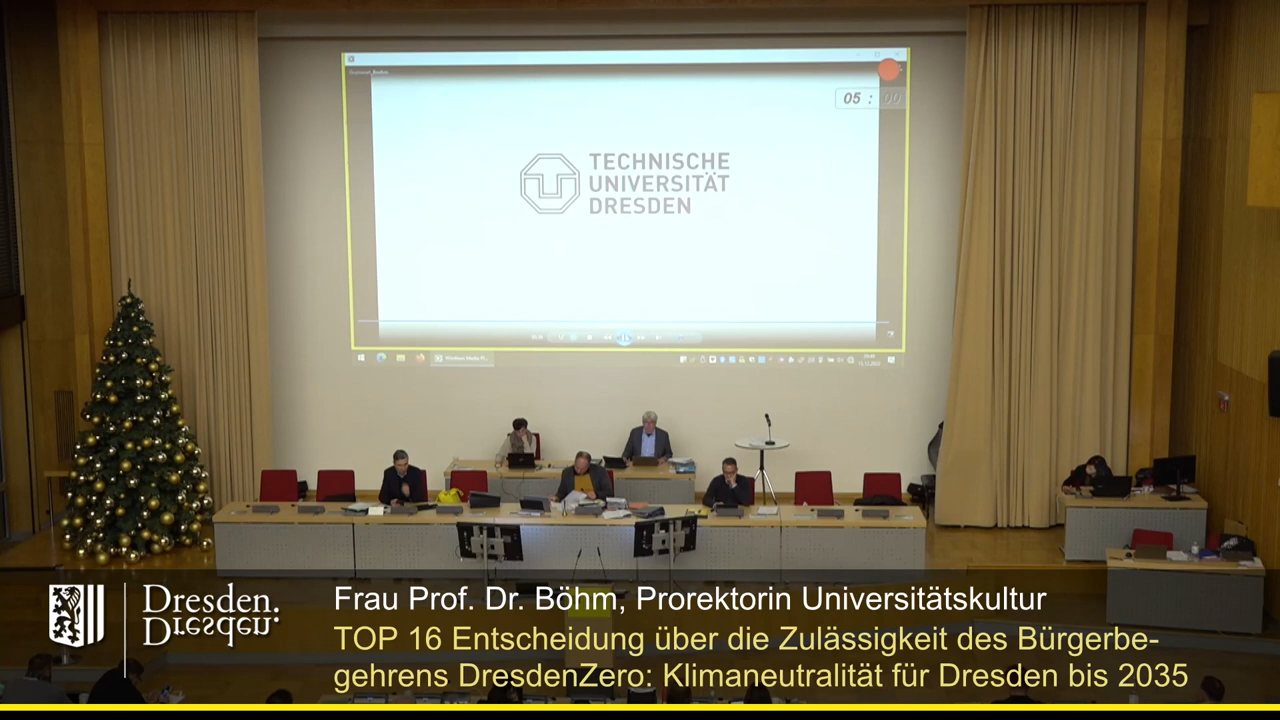 05 : 00
TECHNISCHE
UNIVERSITÄT
DRESDEN
Dresden.
Dresden.
Frau Prof. Dr. Böhm, Prorektorin Universitätskultur
TOP 16 Entscheidung über die Zulässigkeit des Bürgerbe-
gehrens DresdenZero: Klimaneutralität für Dresden bis 2035